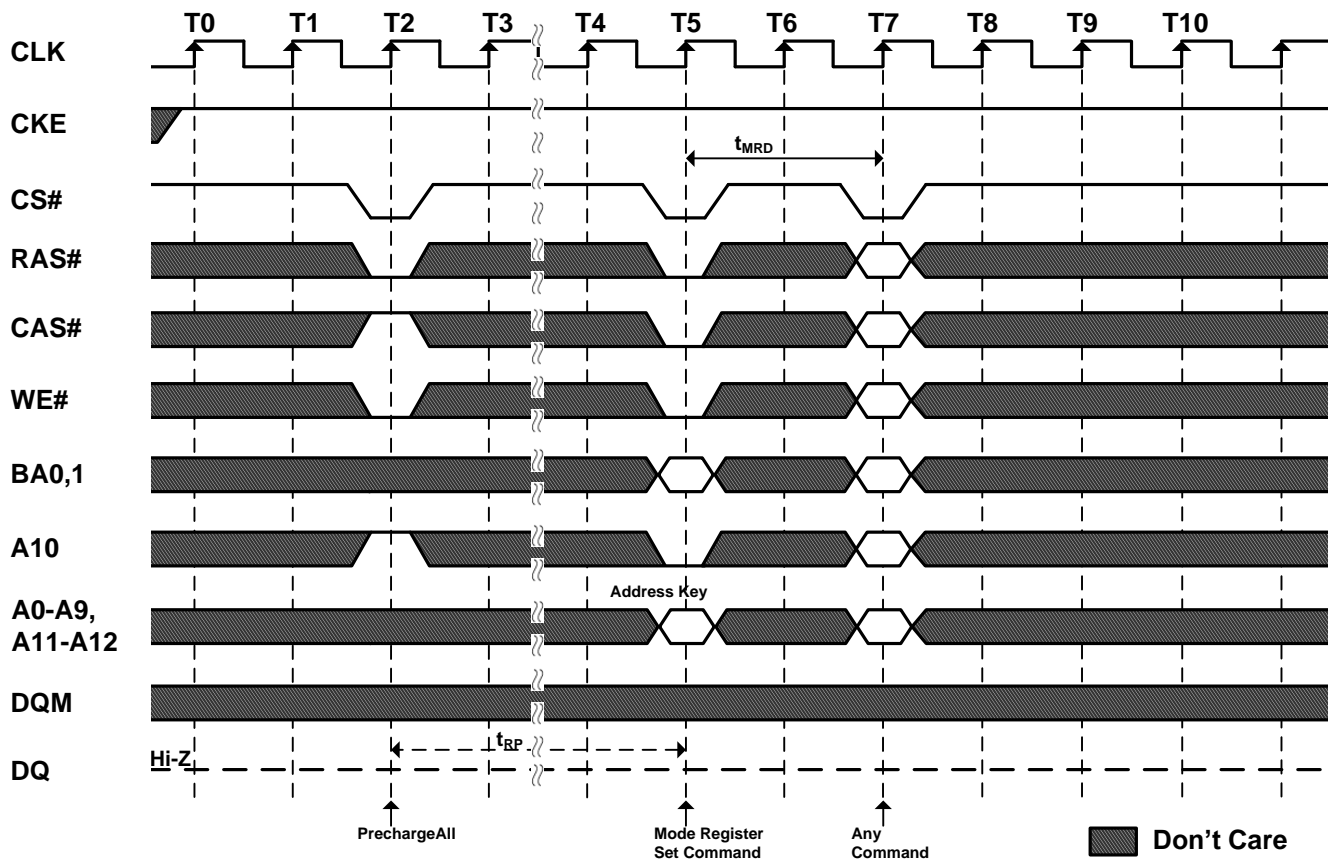 T0 T1 T2 T3 T4 T5 T6 T7 T8 T9 T10
CLK
CKE
tMRD
CS#
RAS#
CAS#
WE#
BA0,1
A10
Address Key
A0-A9,
A11-A12
DQM
tRP
Hi-Z
DQ
PrechargeAll
Mode Register
Set Command
Any
Command
Don't Care